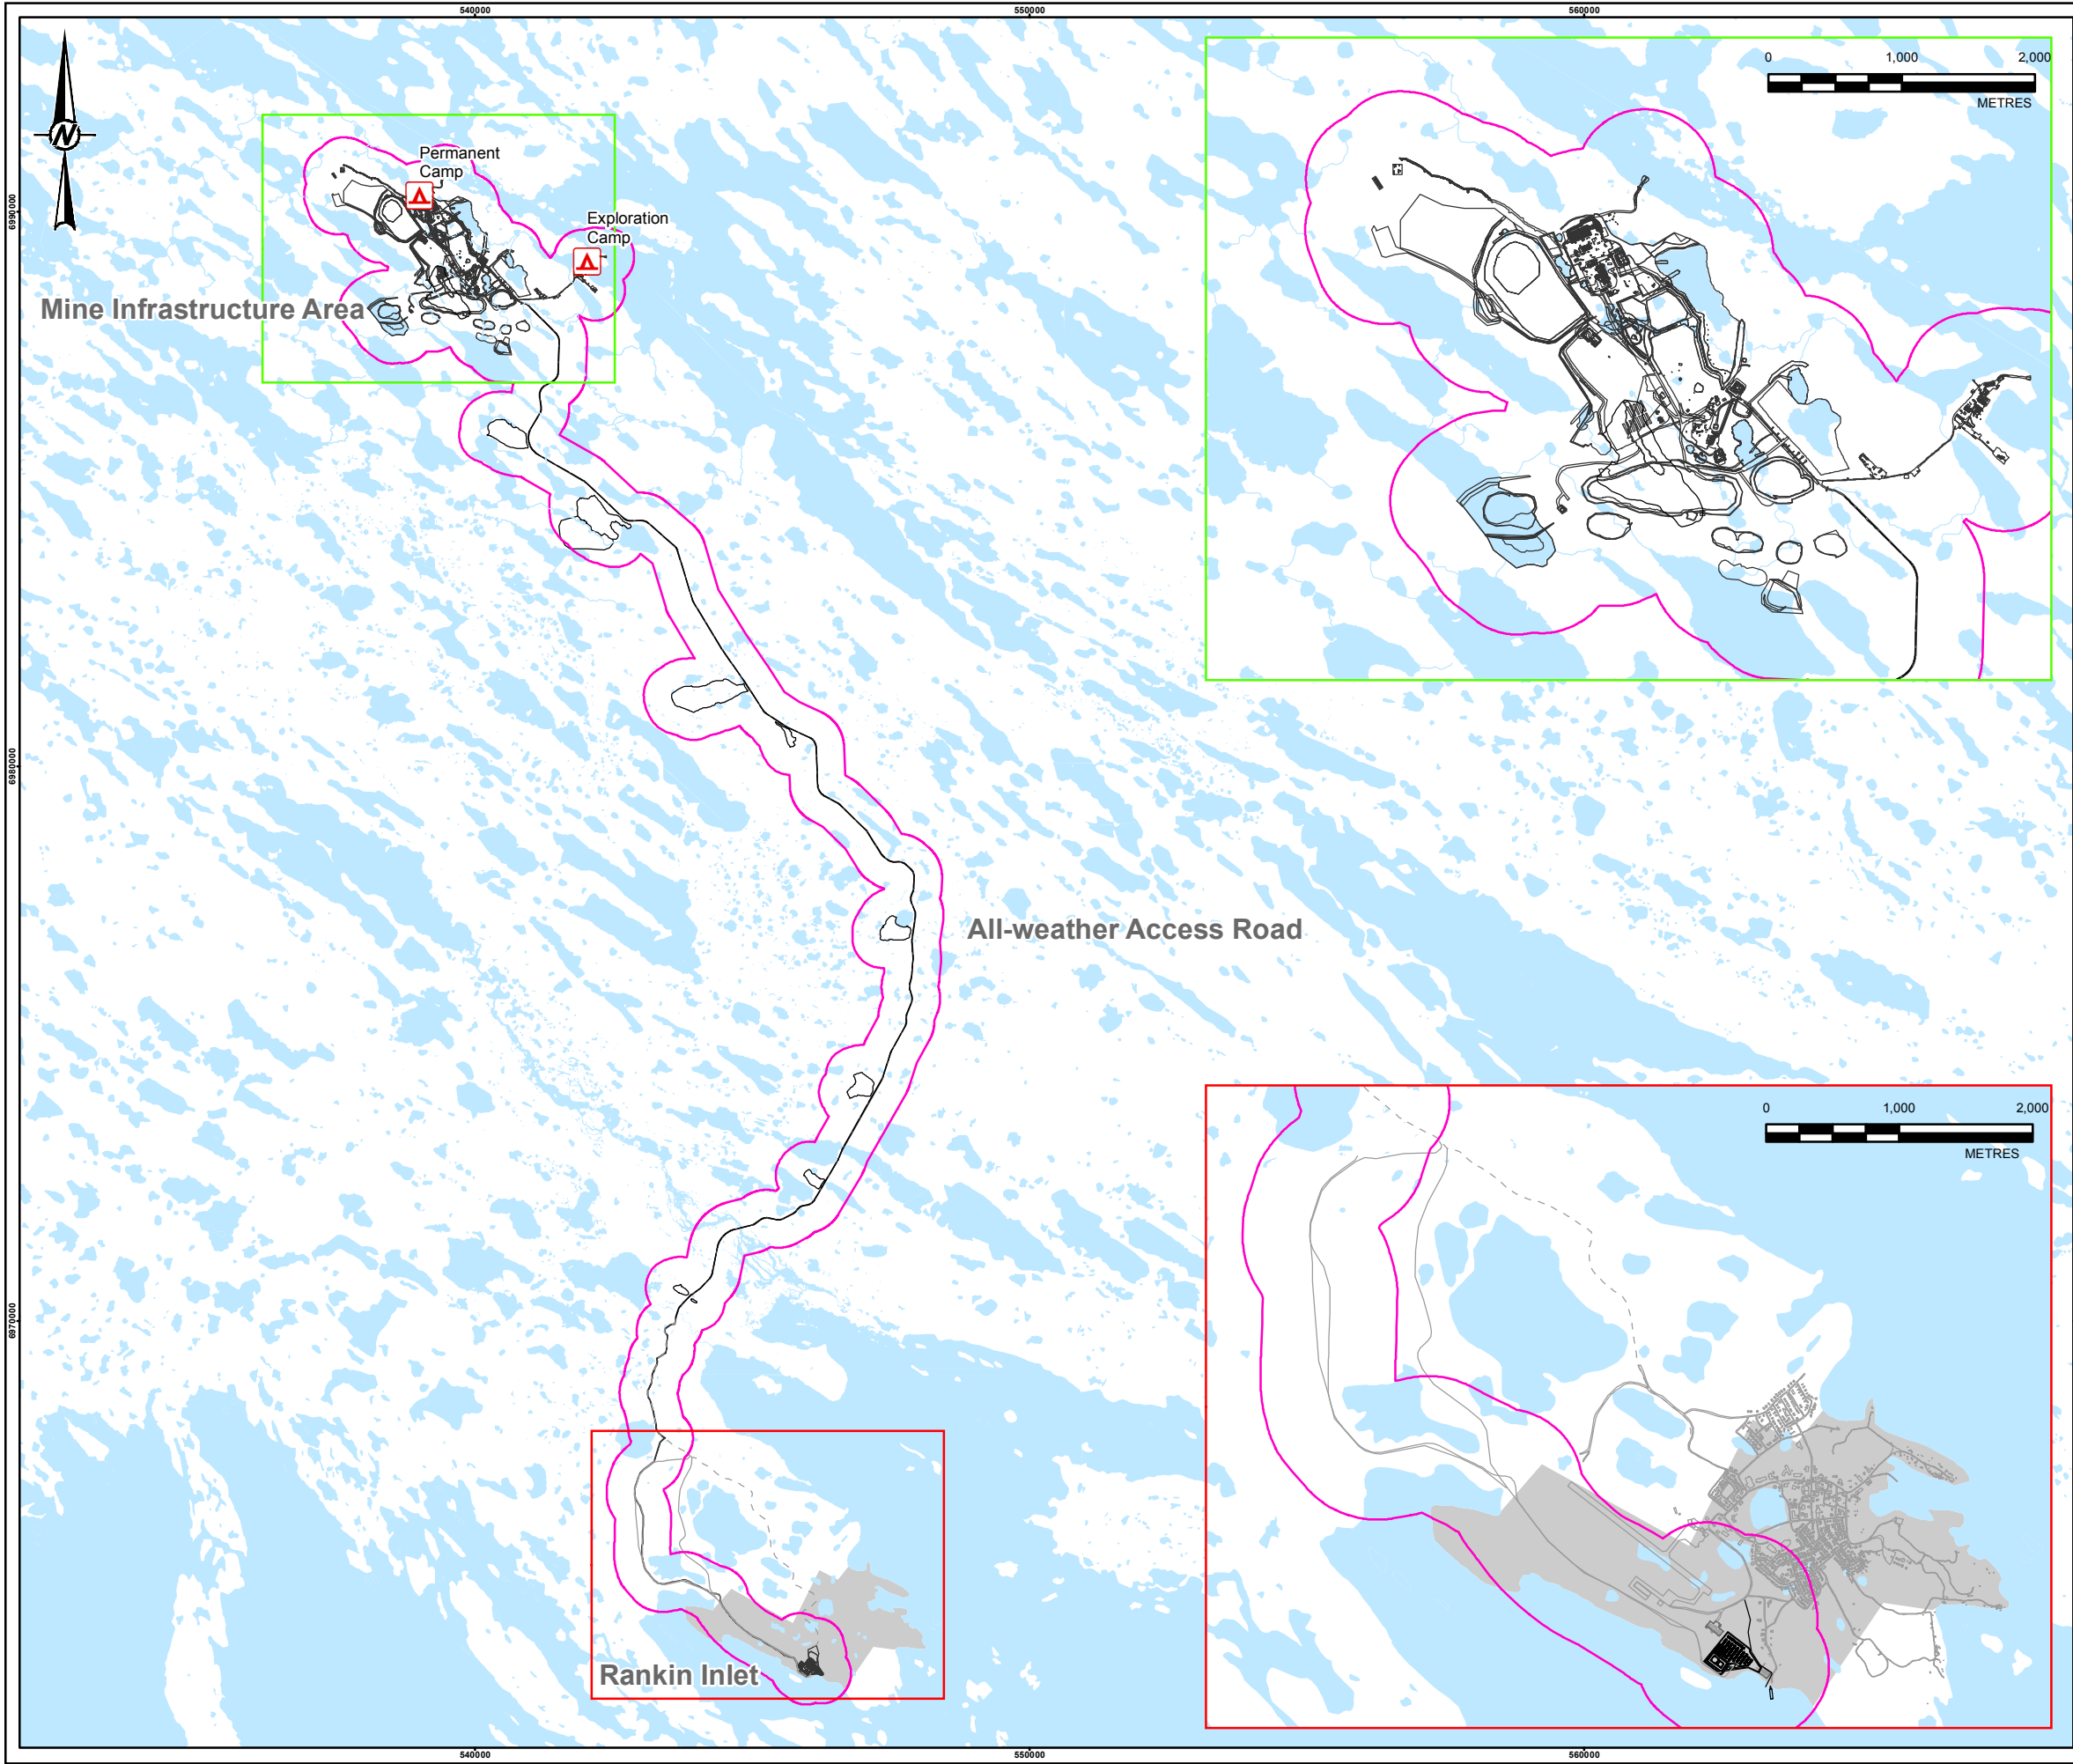 540000
550000
560000
0
1,000
2,000
METRES
N
Permanent
Camp
6990000
Exploration
Camp
Mine Infrastructure Area
6980000
All-weather Access Road
0
1,000
2,000
METRES
6970000
Rankin Inlet
540000
550000
560000